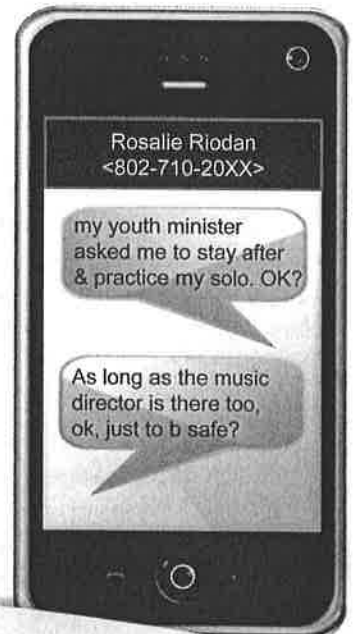 Rosalie Riodan
<802-710-20XX>
my youth minister
asked me to stay after
& practice my solo. OK?
As long as the music
director is there too,
ok, just to b safe?